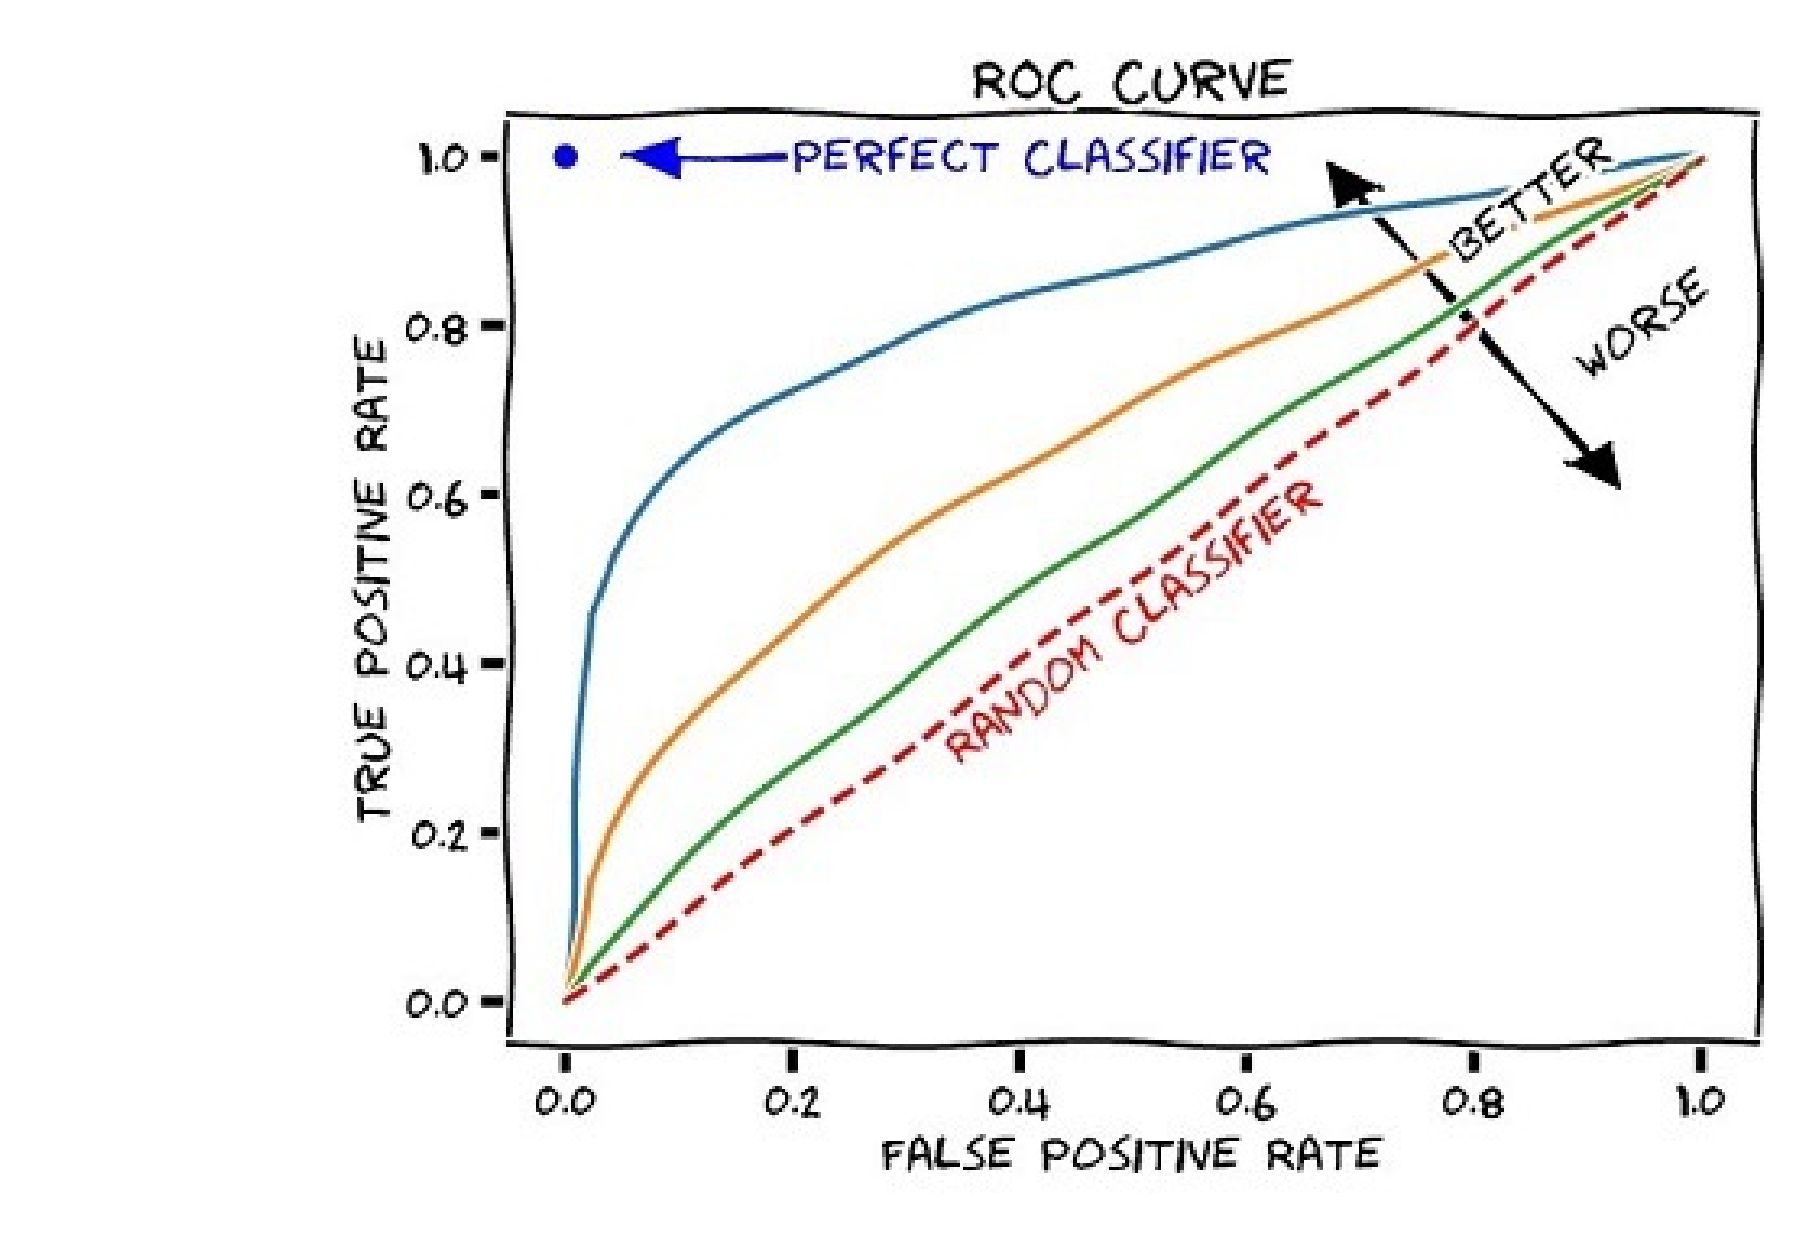 ROC CURVE
PERFECT CLASSIFIER
BETTER
WORSE
RANDOM CLASSIFIER
TRUE POSITIVE RATE
1.0
0.8
0.6
0.4
0.2
0.0
0.0 0.2 0.4 0.6 0.8 1.0
FALSE POSITIVE RATE